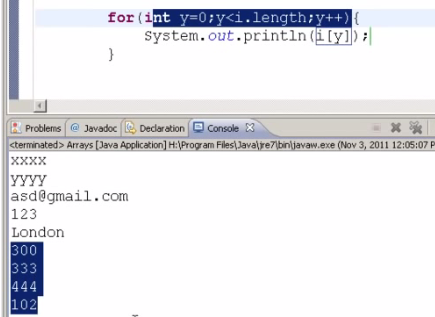 for(int y=0;y<i.length;y++){
System.out.println(i[y]);
}
Problems @ Javadoc Declaration Console
<terminated> Arrays [Java Application] H:\Program Files\Java\jre7\bin\javaw.exe (Nov 3, 2011 12:05:07 P
xxxx
yyyy
asd@gmail.com
123
London
300
333
444
102